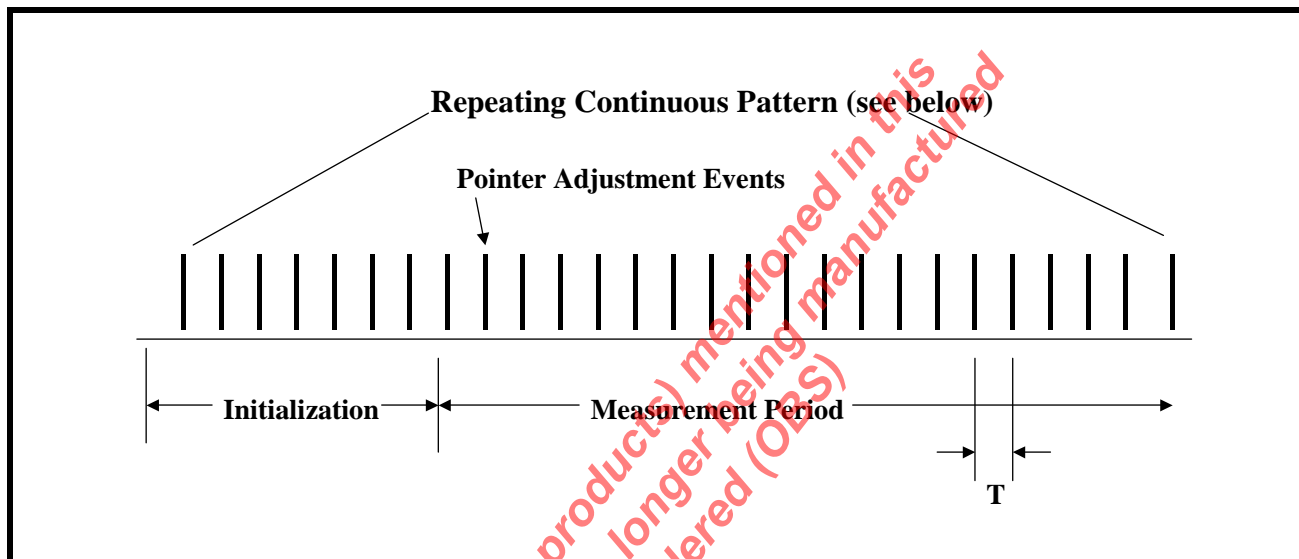 Repeating Continuous Pattern (see below)
Pointer Adjustment Events
Initialization
Measurement Period
T
products) mentioned in this
longer being manufactured
dered (OBS)